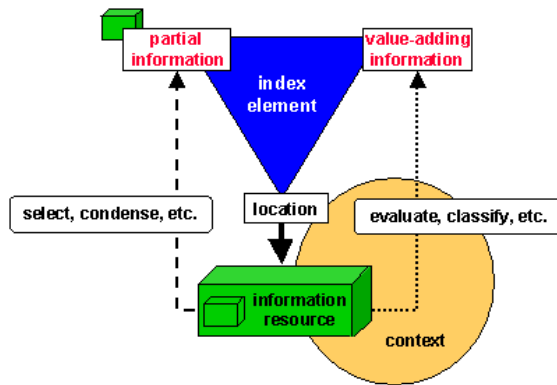 partial
information
value-adding
information
index
element
select, condense, etc.
location
evaluate, classify, etc.
information
resource
context